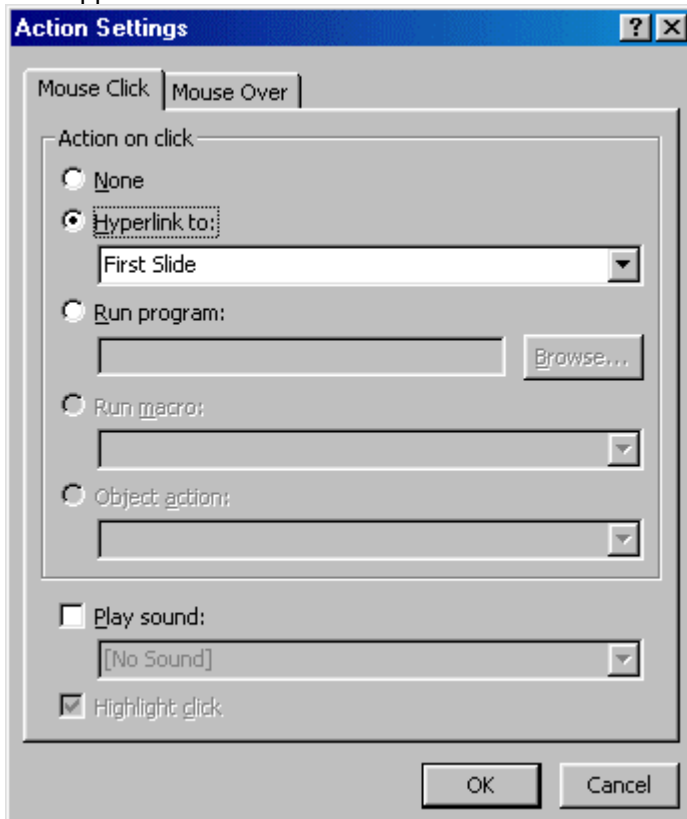 Action Settings
Mouse Click Mouse Over
Action on click
None
Hyperlink to:
First Slide
Run program:
Browse...
Run macro:
Object action:
Play sound:
[No Sound]
Highlight click
OK Cancel